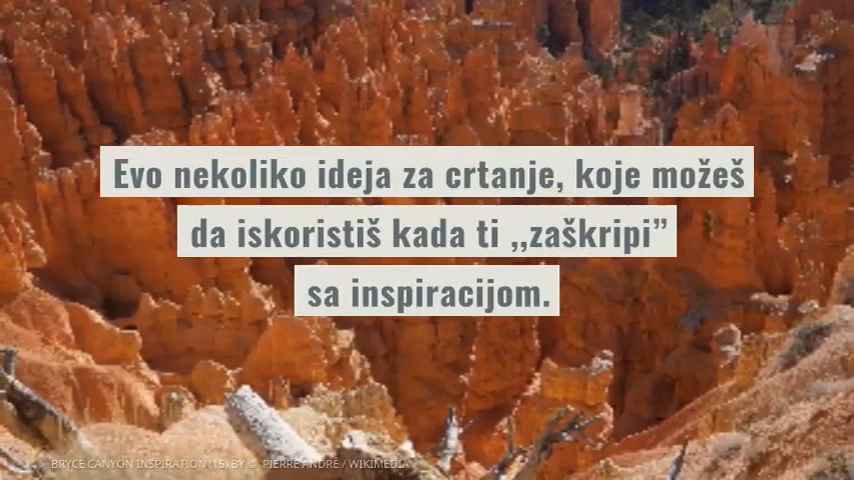 Evo nekoliko ideja za crtanje, koje možeš
da iskoristiš kada ti ,,zaškripi”
sa inspiracijom.
BRYCE CANYON INSPIRATION (15) BY © PIERRE ANDRÉ / WIKIMEDIA